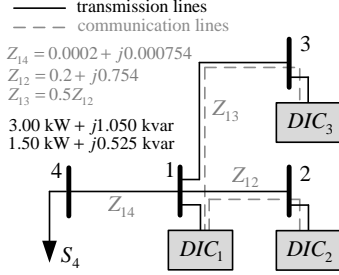 transmission lines
communication lines
Z₁₄ = 0.0002 + j0.000754
Z₁₂ = 0.2 + j0.754
Z₁₃ = 0.5Z₁₂
3.00 kW + j1.050 kvar
1.50 kW + j0.525 kvar
3
Z₁₃
DIC₃
4
1
Z₁₂
2
Z₁₄
S₄
DIC₁
DIC₂